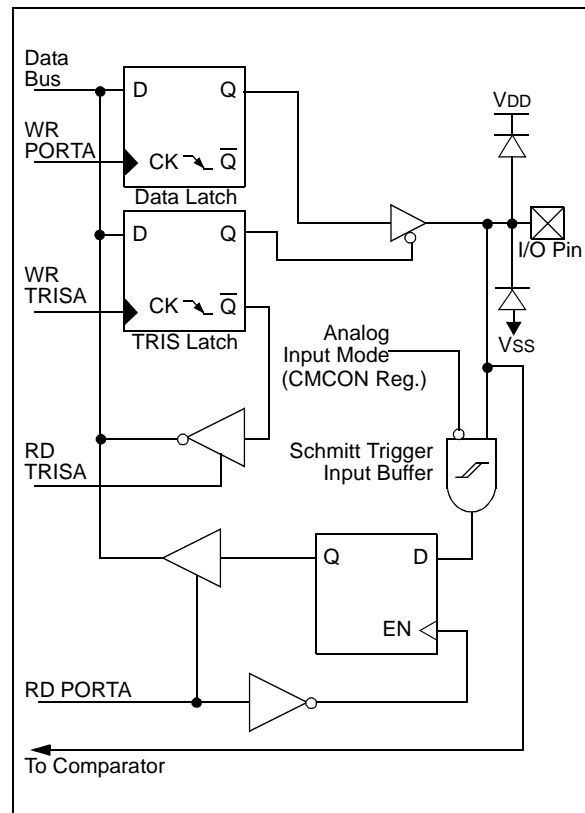 Data
Bus
D Q
VDD
WR
PORTA
CK Q
Data Latch
D Q
I/O Pin
WR
TRISA
CK Q
TRIS Latch
VSS
Analog
Input Mode
(CMCON Reg.)
RD
TRISA
Schmitt Trigger
Input Buffer
Q D
EN
RD PORTA
To Comparator